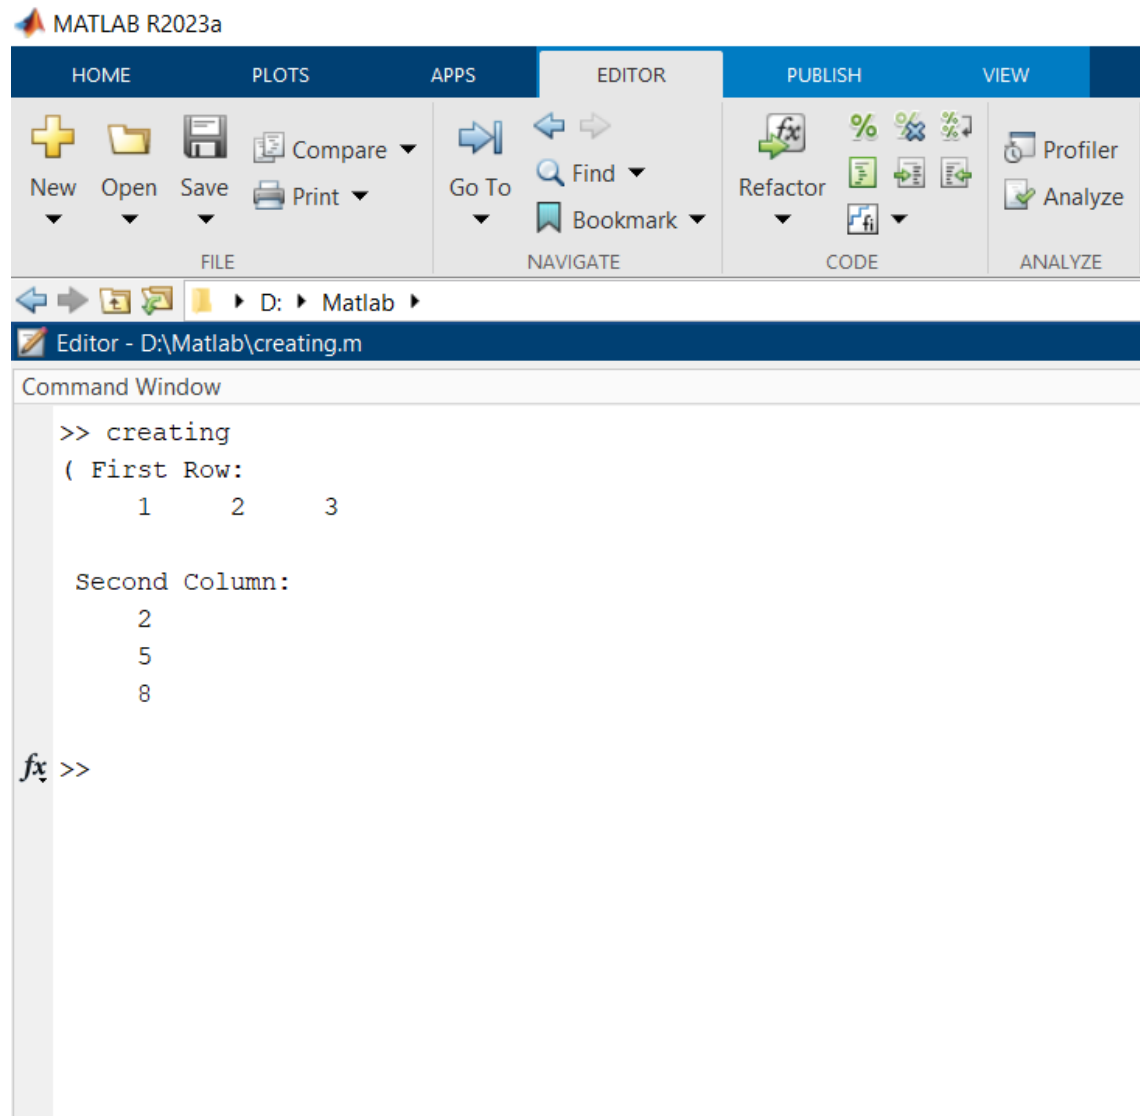 MATLAB R2023a
HOME PLOTS APPS EDITOR PUBLISH VIEW
New Open Save Compare Print
Go To Find Bookmark
Refactor
Profiler
Analyze
FILE NAVIGATE CODE ANALYZE
D: Matlab
Editor - D:\Matlab\creating.m
Command Window
>> creating
( First Row:
1 2 3
Second Column:
2
5
8
fx >>